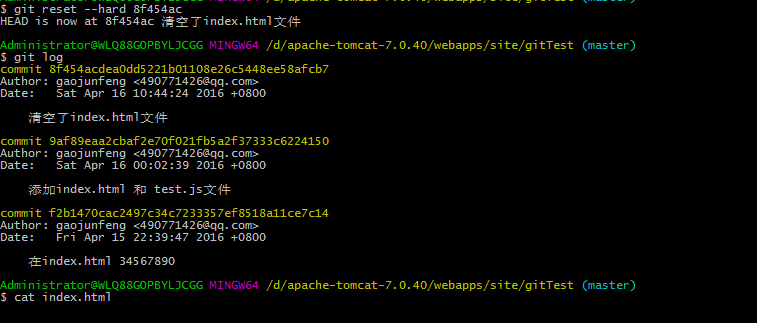 $ git reset --hard 8f454ac
HEAD is now at 8f454ac 清空了index.html文件
Administrator@WLQ88GOPBYLJCGG MINGW64 /d/apache-tomcat-7.0.40/webapps/site/gitTest (master)
$ git log
commit 8f454acdea0dd5221b01108e26c5448ee58afcb7
Author: gaojunfeng <490771426@qq.com>
Date:   Sat Apr 16 10:44:24 2016 +0800
清空了index.html文件
commit 9af89eaa2cbaf2e70f021fb5a2f37333c6224150
Author: gaojunfeng <490771426@qq.com>
Date:   Sat Apr 16 00:02:39 2016 +0800
添加index.html 和 test.js文件
commit f2b1470cac2497c34c7233357ef8518a11ce7c14
Author: gaojunfeng <490771426@qq.com>
Date:   Fri Apr 15 22:39:47 2016 +0800
在index.html 34567890
Administrator@WLQ88GOPBYLJCGG MINGW64 /d/apache-tomcat-7.0.40/webapps/site/gitTest (master)
$ cat index.html